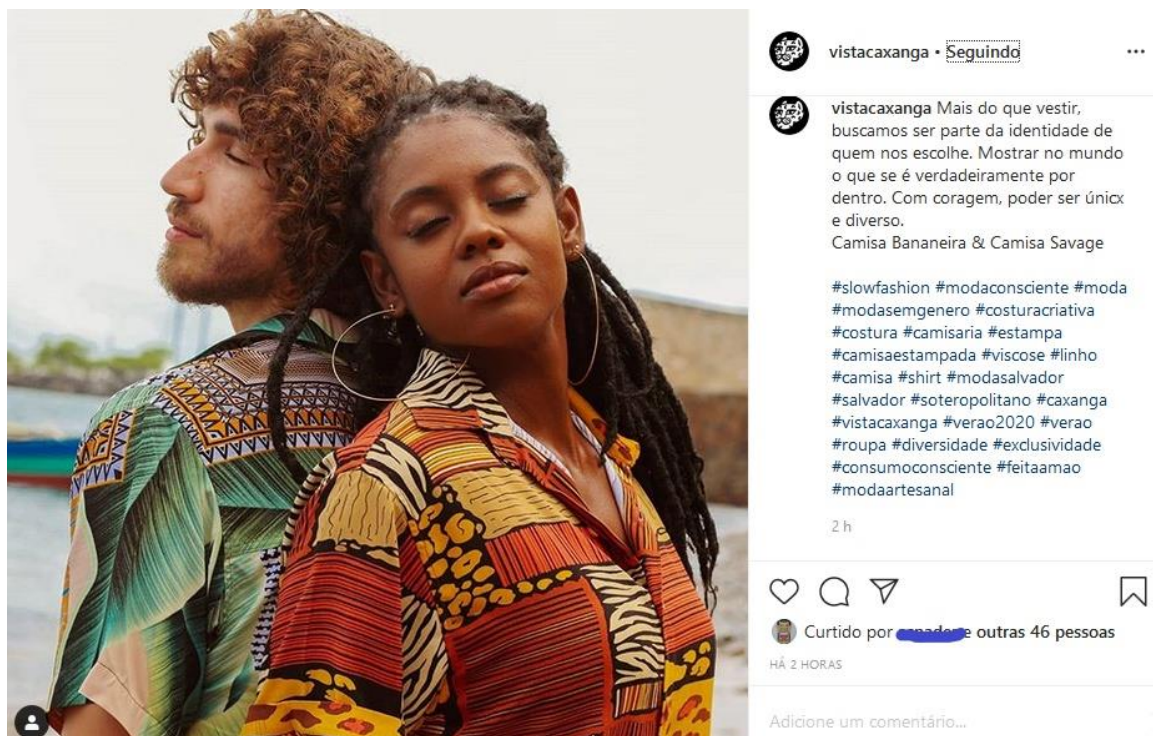 vistacaxanga • Seguindo
vistacaxanga Mais do que vestir,
buscamos ser parte da identidade de
quem nos escolhe. Mostrar no mundo
o que se é verdadeiramente por
dentro. Com coragem, poder ser únicx
e diverso.
Camisa Bananeira & Camisa Savage
#slowfashion #modaconsciente #moda
#modasemgenero #costuracriativa
#costura #camisaria #estampa
#camisaestampada #viscose #linho
#camisa #shirt #modasalvador
#salvador #soteropolitano #caxanga
#vistacaxanga #verao2020 #verao
#roupa #diversidade #exclusividade
#consumoconsciente #feitaamao
#modaartesanal
2 h
Curtido por e outras 46 pessoas
HÁ 2 HORAS
Adicione um comentário...